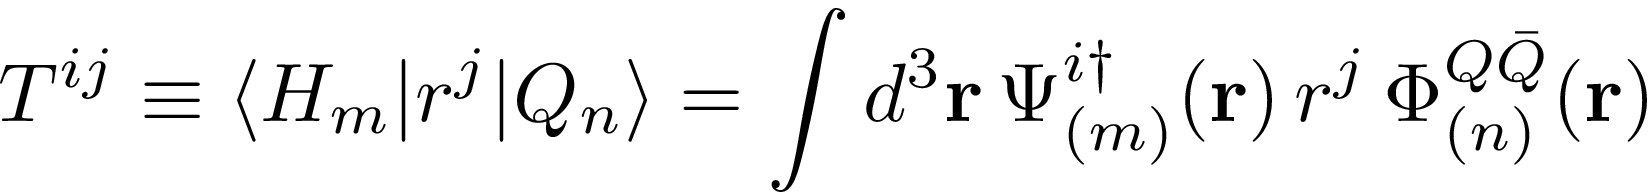 $T^{ij} \equiv \langle H_m | r^j | Q_n \rangle = \int d^3\mathbf{r} \, \Psi^{i\dagger}_{(m)}(\mathbf{r}) \, r^j \, \Phi^{Q\bar{Q}}_{(n)}(\mathbf{r})$